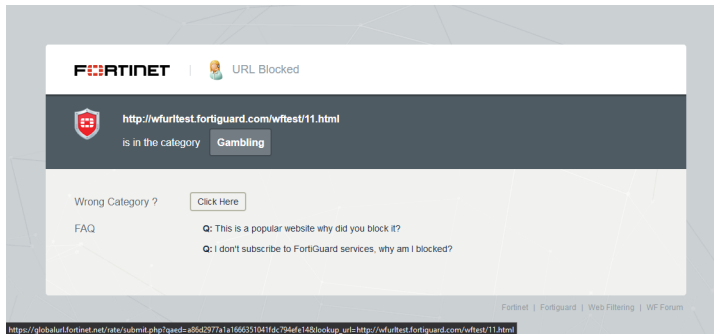 FORTINET URL Blocked
http://wfurltest.fortiguard.com/wftest/11.html
is in the category Gambling
Wrong Category ? Click Here
FAQ Q: This is a popular website why did you block it?
Q: I don't subscribe to FortiGuard services, why am I blocked?
Fortinet | Fortiguard | Web Filtering | WF Forum
https://globalurl.fortinet.net/rate/submit.php?qaed=a86d2977a1a1666351041fdc794efe14&lookup_url=http://wfurltest.fortiguard.com/wftest/11.html